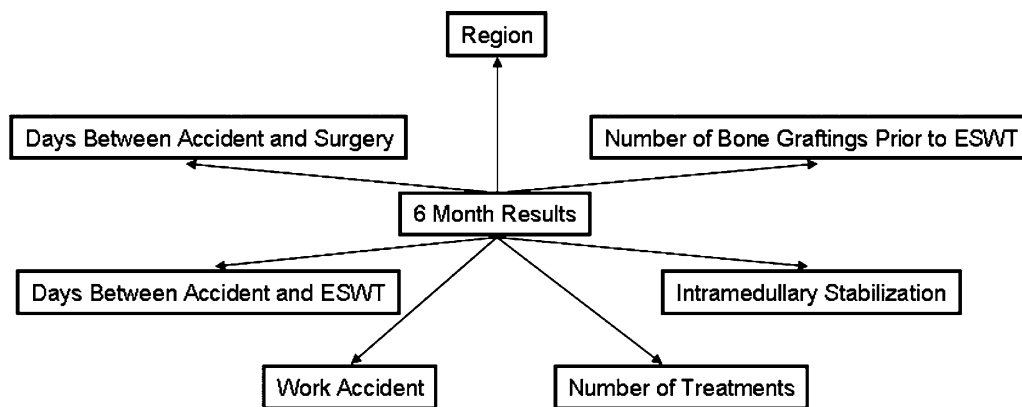 Region
Days Between Accident and Surgery
Number of Bone Graftings Prior to ESWT
6 Month Results
Days Between Accident and ESWT
Intramedullary Stabilization
Work Accident
Number of Treatments